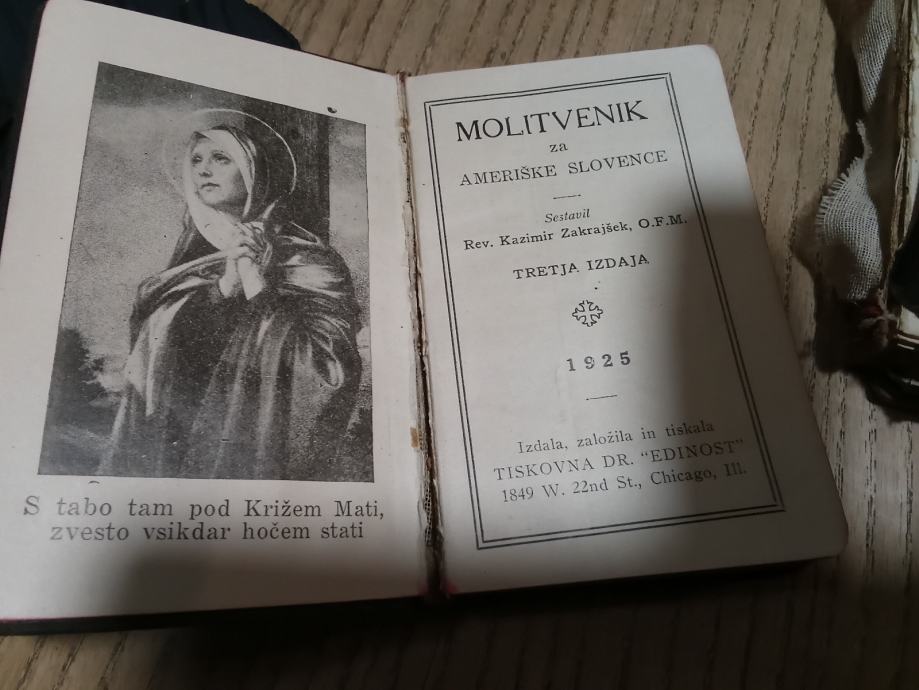 S tabo tam pod Križem Mati,
zvesto vsikdar hočem stati
MOLITVENIK
za
AMERIŠKE SLOVENCE
Sestavil
Rev. Kazimir Zakrajšek, O.F.M.
TRETJA IZDAJA
1925
Izdala, založila in tiskala
TISKOVNA DR. "EDINOST"
1849 W. 22nd St., Chicago, Ill.